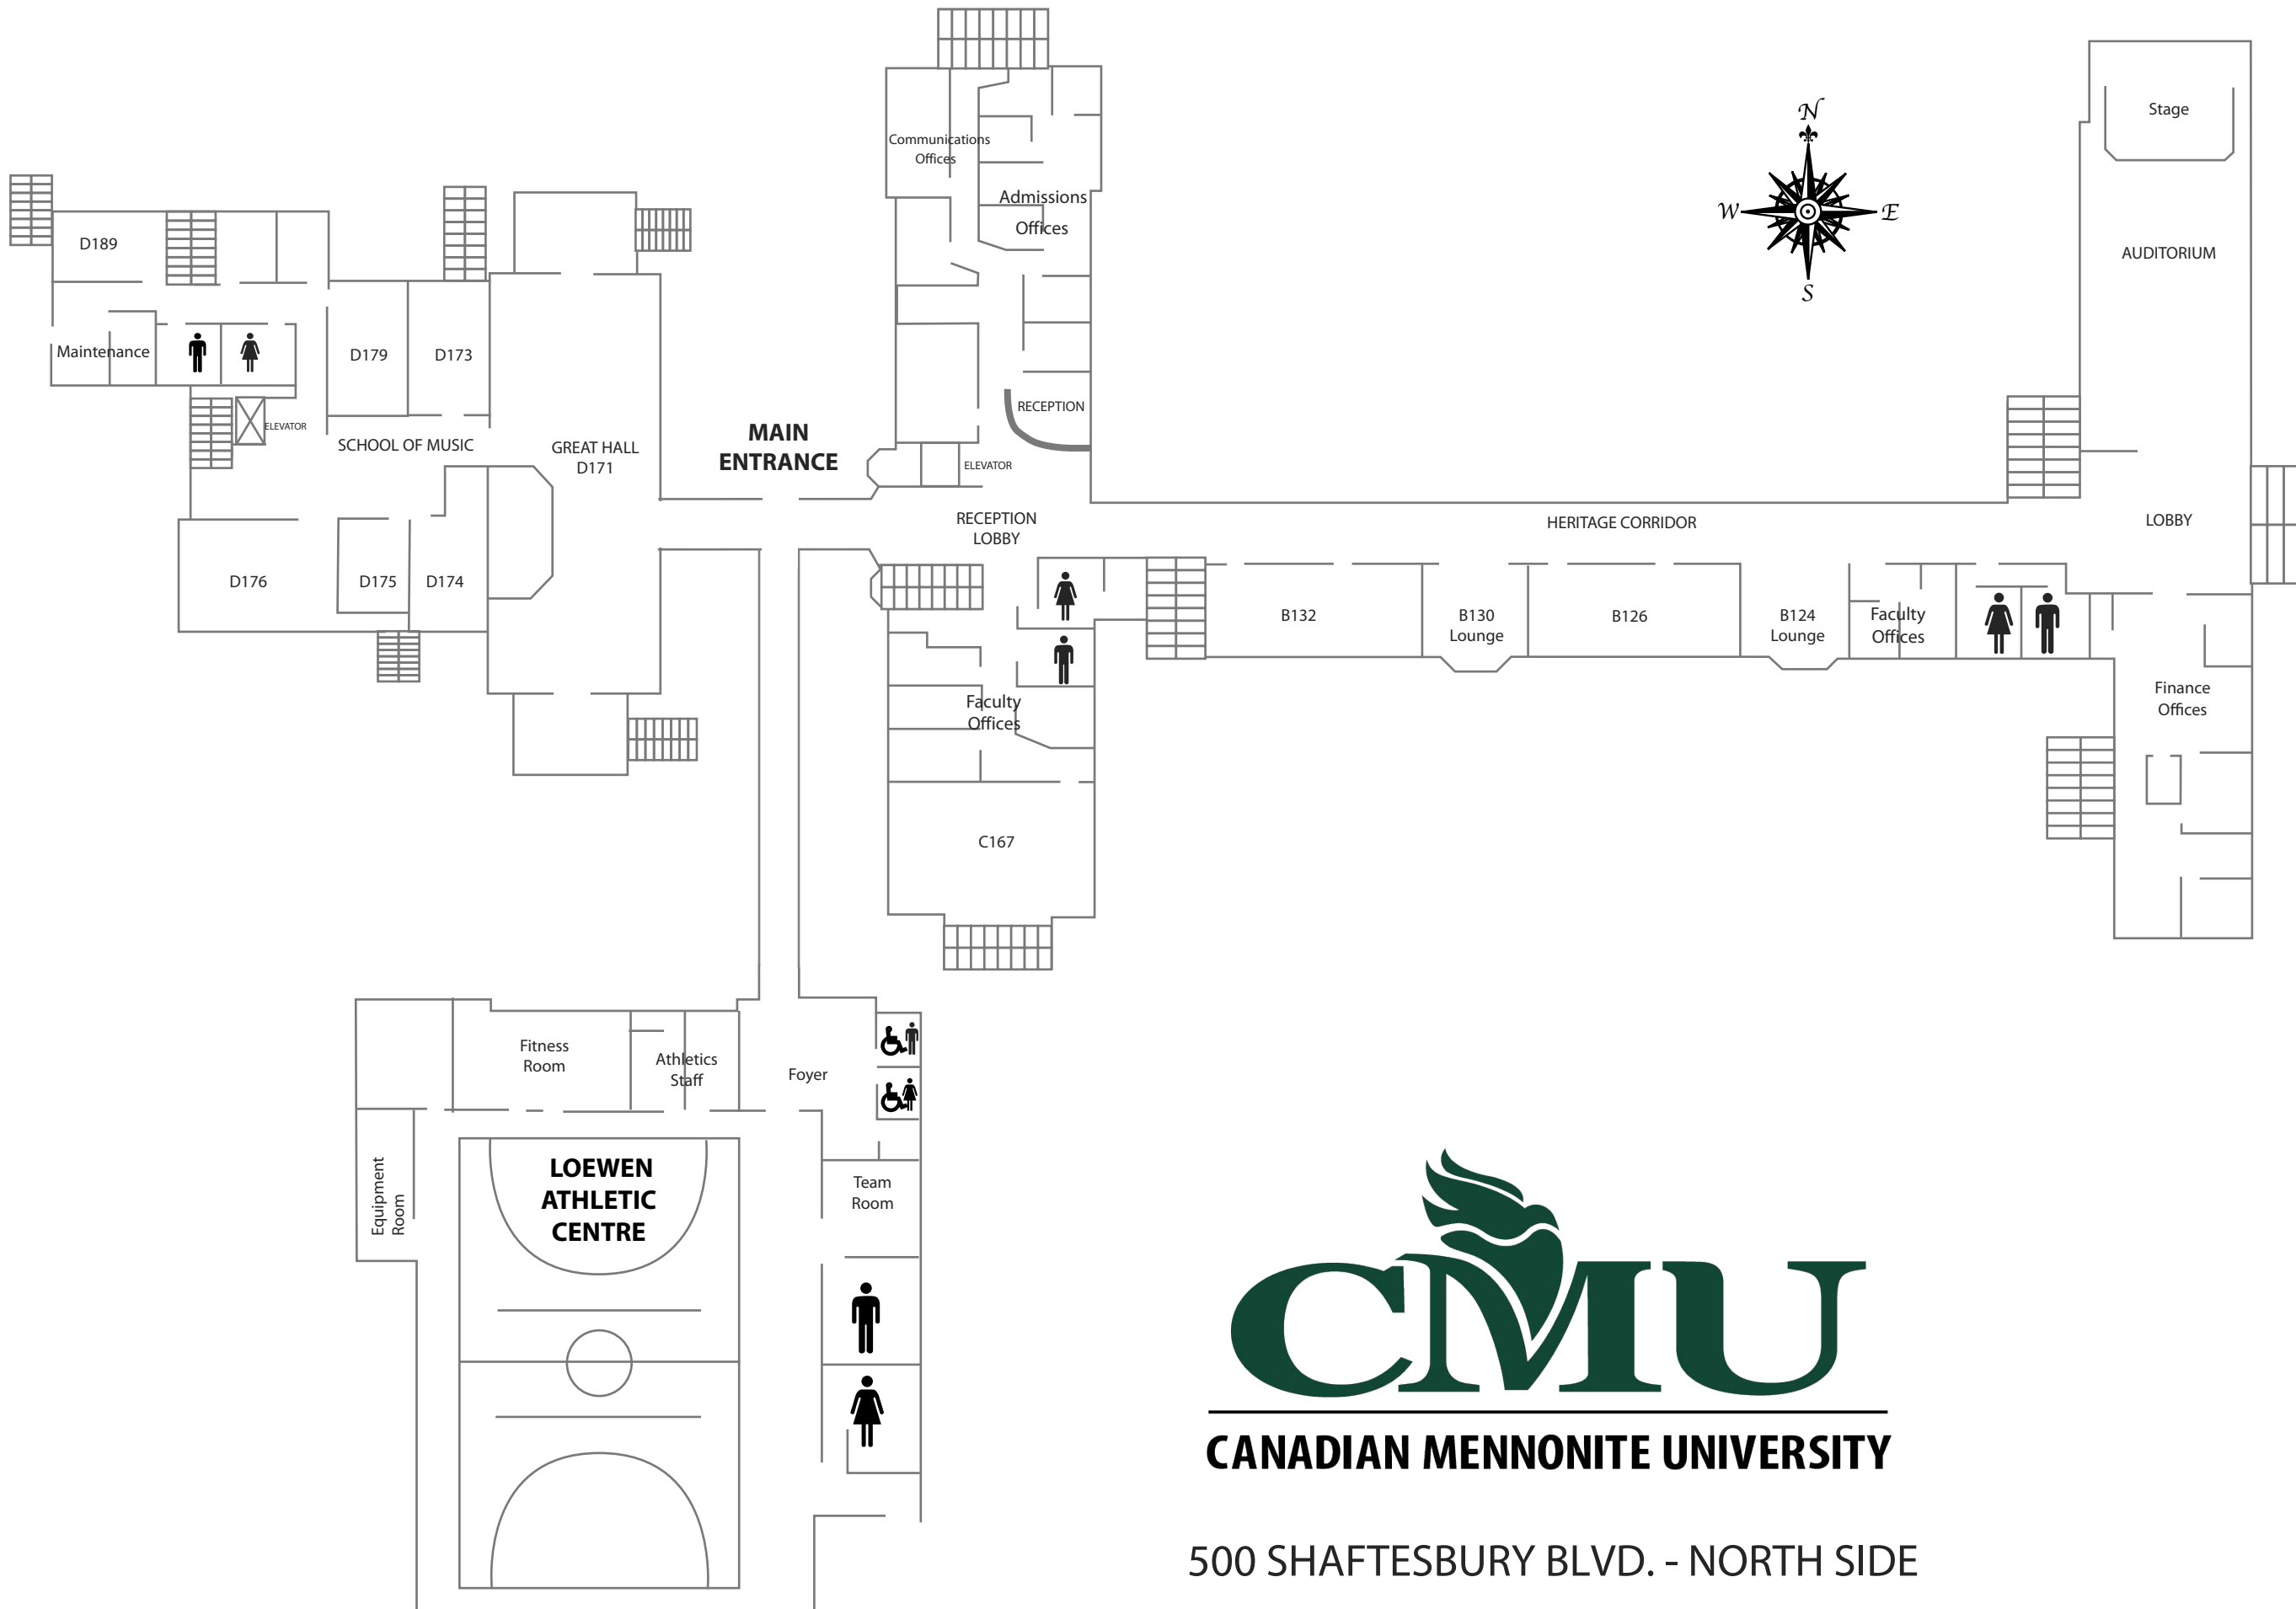 Communications
Offices
Admissions
Offices
N
W
E
S
Stage
AUDITORIUM
D189
Maintenance
D179
D173
ELEVATOR
SCHOOL OF MUSIC
GREAT HALL
D171
MAIN
ENTRANCE
RECEPTION
ELEVATOR
RECEPTION
LOBBY
HERITAGE CORRIDOR
LOBBY
D176
D175
D174
B132
B130
Lounge
B126
B124
Lounge
Faculty
Offices
Finance
Offices
Faculty
Offices
C167
Fitness
Room
Athletics
Staff
Foyer
Equipment
Room
LOEWEN
ATHLETIC
CENTRE
Team
Room
CMU
CANADIAN MENNONITE UNIVERSITY
500 SHAFTESBURY BLVD. - NORTH SIDE